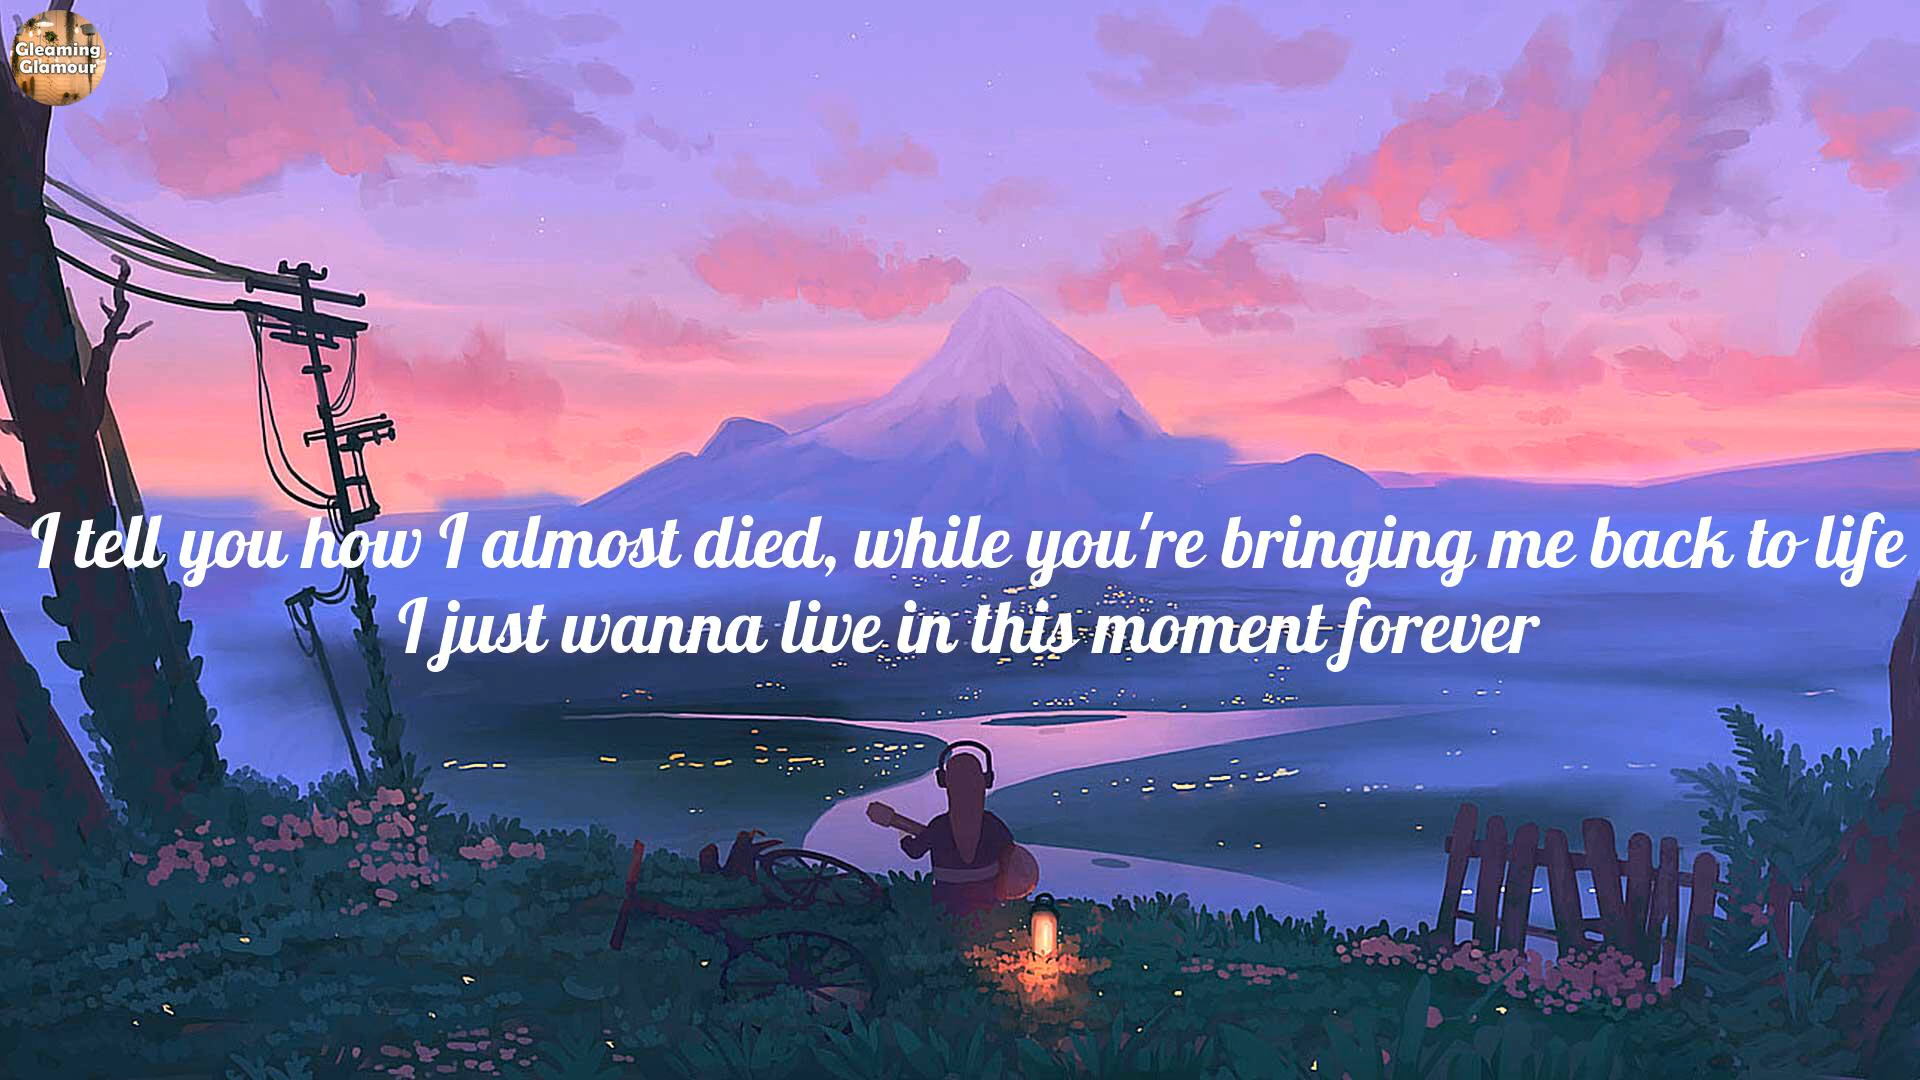 Gleaming
Glamour
I tell you how I almost died, while you're bringing me back to life
I just wanna live in this moment forever